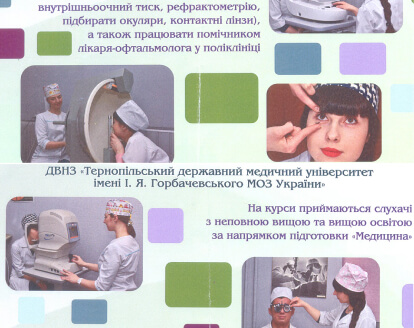 внутрішньоочний тиск, рефрактометрію,
підбирати окуляри, контактні лінзи),
а також працювати помічником
лікаря-офтальмолога у поліклініці
ДВНЗ «Тернопільський державний медичний університет
імені І. Я. Горбачевського МОЗ України»
На курси приймаються слухачі
з неповною вищою та вищою освітою
за напрямком підготовки «Медицина»